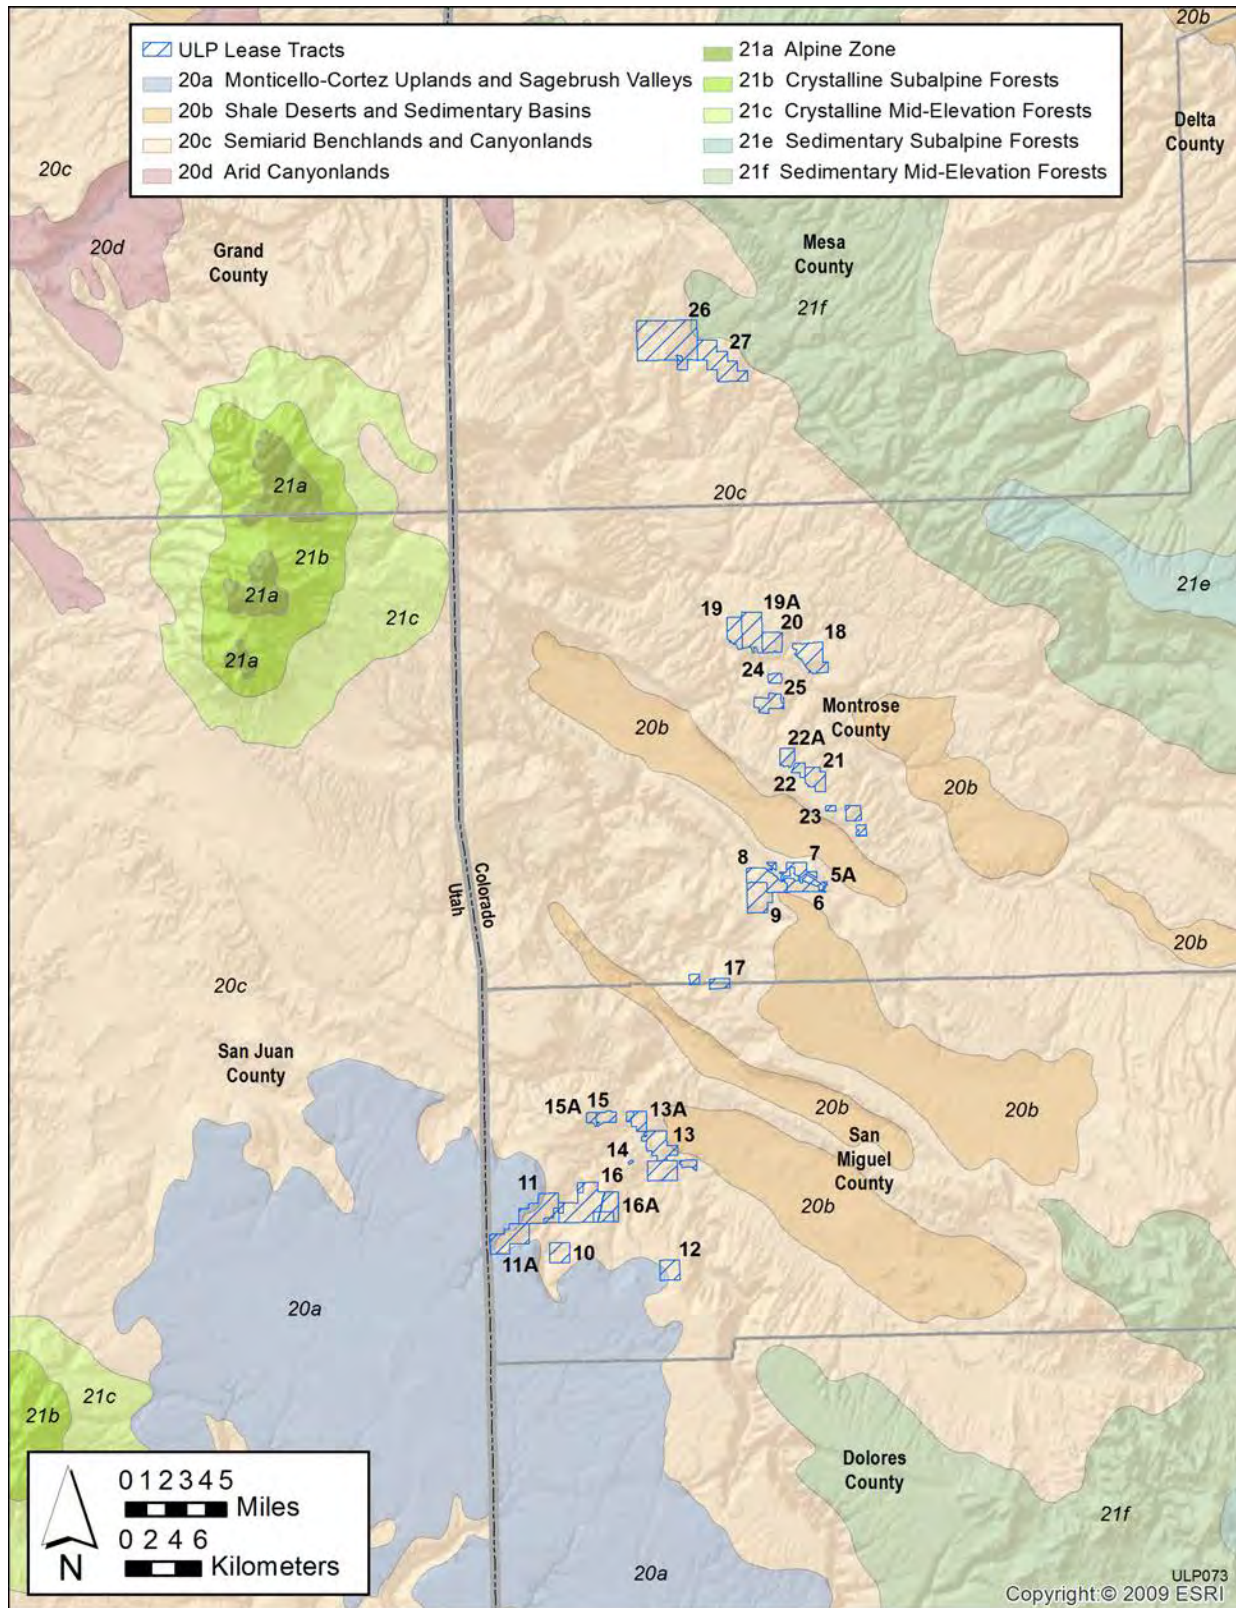 20b
ULP Lease Tracts
20a Monticello-Cortez Uplands and Sagebrush Valleys
20b Shale Deserts and Sedimentary Basins
20c Semiarid Benchlands and Canyonlands
20d Arid Canyonlands
21a Alpine Zone
21b Crystalline Subalpine Forests
21c Crystalline Mid-Elevation Forests
21e Sedimentary Subalpine Forests
21f Sedimentary Mid-Elevation Forests
Delta
County
20c
20d
Grand
County
Mesa
County
21f
26
27
21a
20c
21b
21a
21e
21c
19
19A
20
18
21a
24
25
Montrose
County
20b
22A
21
22
20b
23
8
7
5A
Colorado
Utah
6
9
20b
17
20c
San Juan
County
15A
15
13A
20b
20b
13
San
Miguel
County
14
16
11
16A
20b
10
12
11A
20a
21c
21b
Dolores
County
0 1 2 3 4 5
Miles
0 2 4 6
Kilometers
N
21f
20a
ULP073
Copyright:© 2009 ESRI